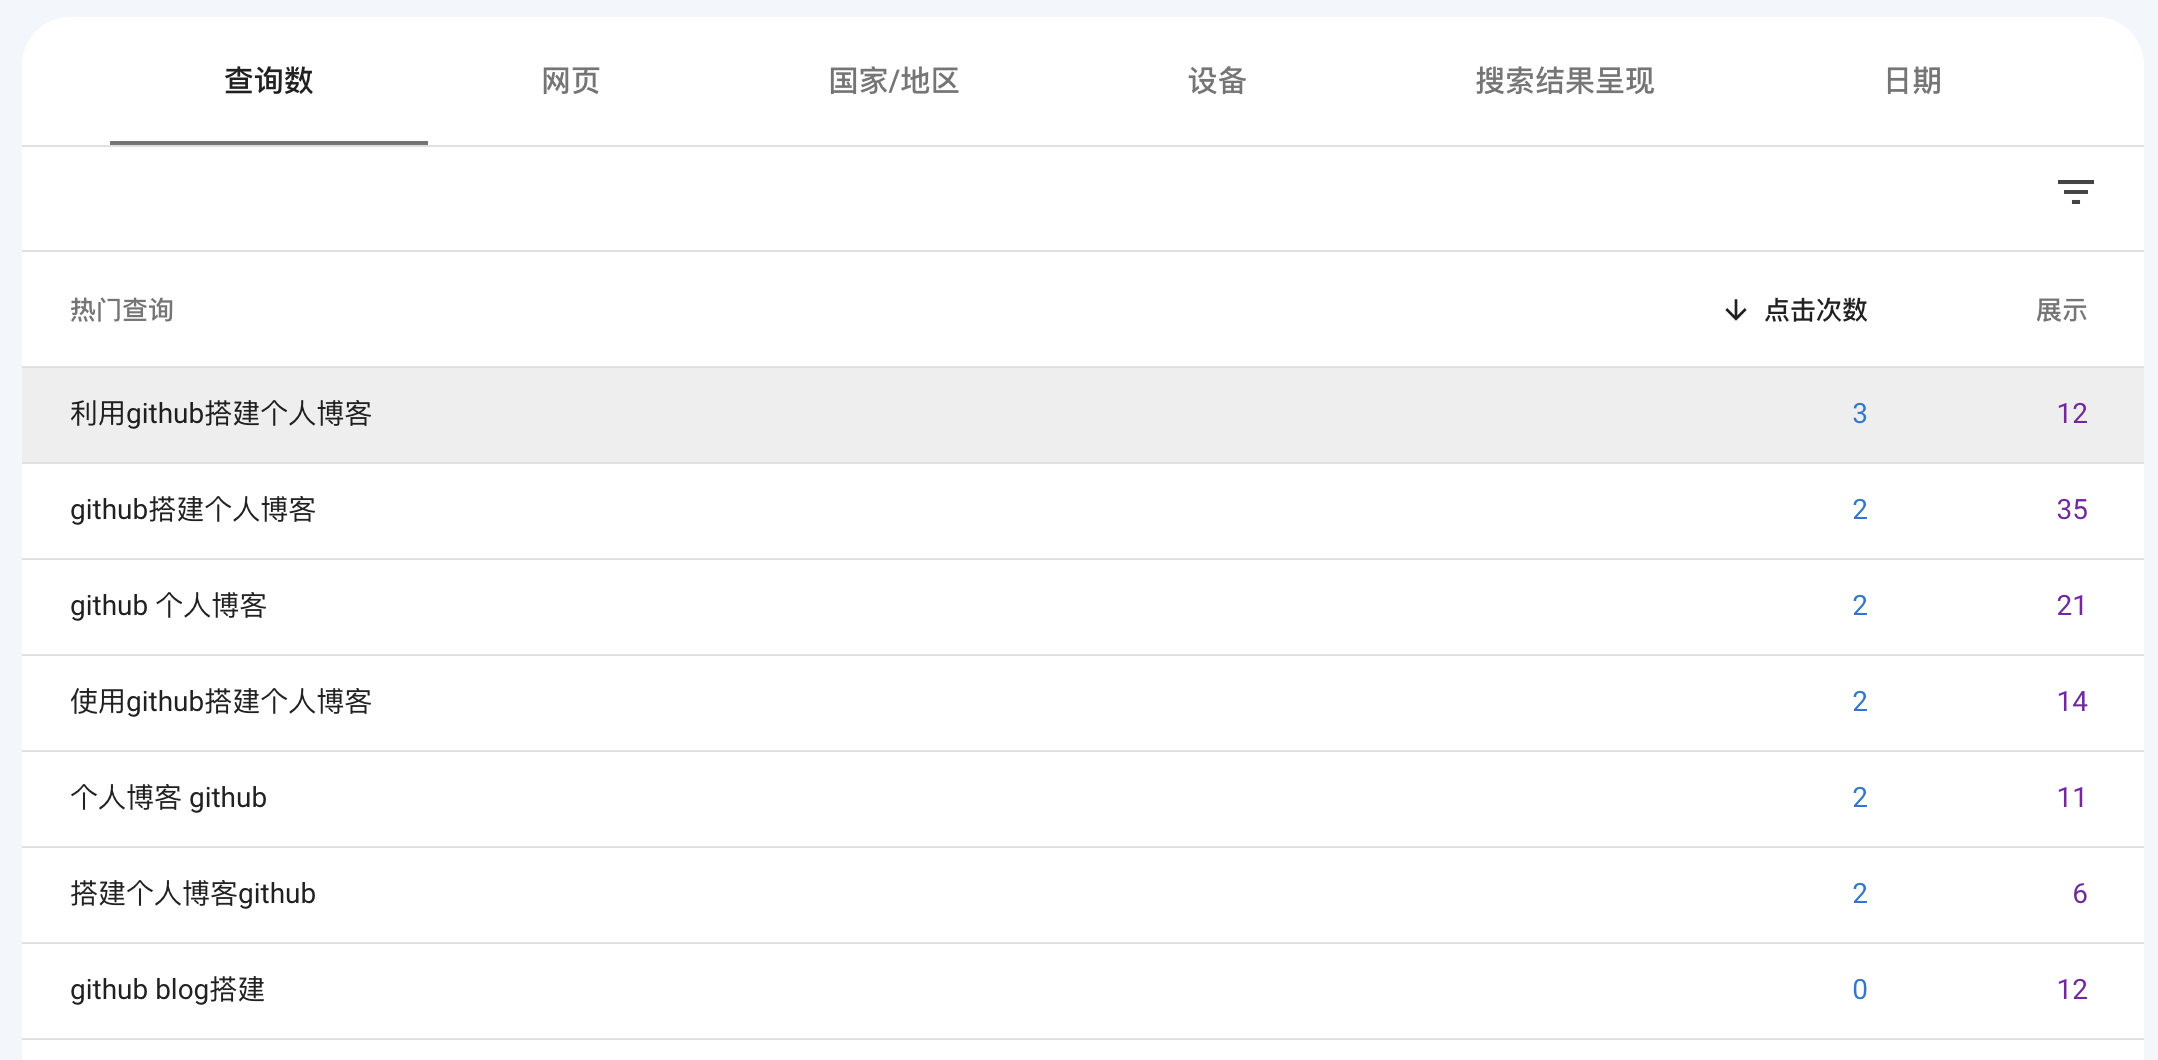 查询数 网页 国家/地区 设备 搜索结果呈现 日期
热门查询 点击次数 展示
利用github搭建个人博客 3 12
github搭建个人博客 2 35
github 个人博客 2 21
使用github搭建个人博客 2 14
个人博客 github 2 11
搭建个人博客github 2 6
github blog搭建 0 12